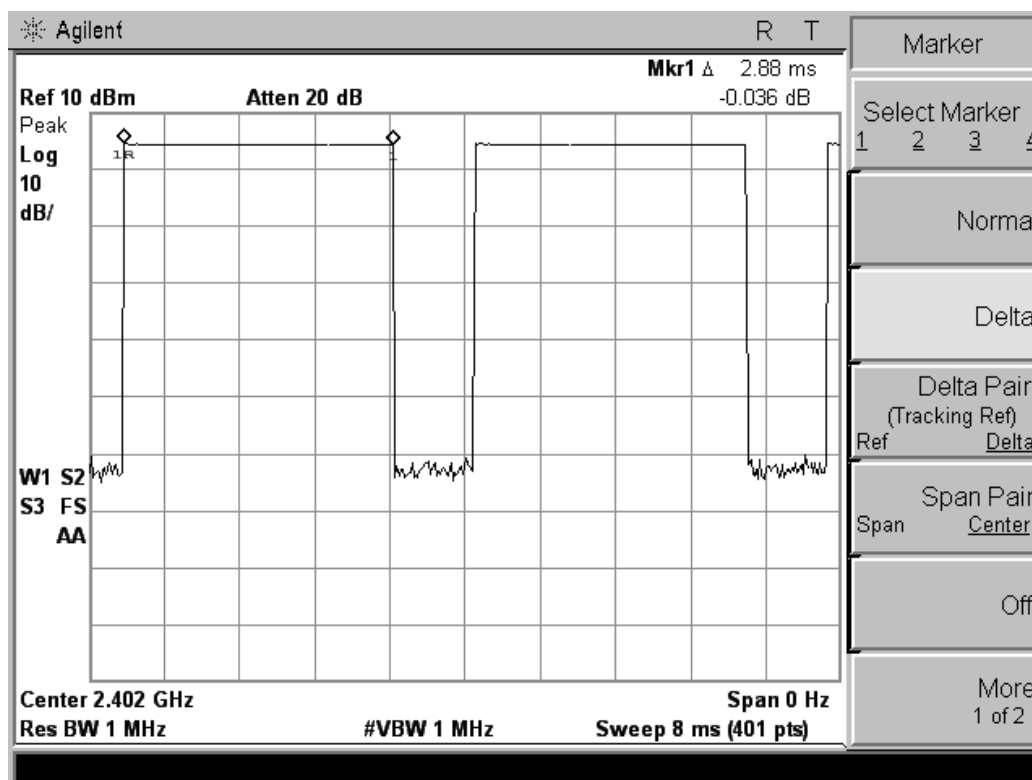 Agilent R T
Mkr1 Δ 2.88 ms
Ref 10 dBm Atten 20 dB -0.036 dB
Peak
Log
10
dB/
1R
1
W1 S2
S3 FS
AA
Center 2.402 GHz Span 0 Hz
Res BW 1 MHz #VBW 1 MHz Sweep 8 ms (401 pts)
Marker
Select Marker
1 2 3 4
Norma
Delta
Delta Pair
(Tracking Ref)
Ref Delta
Span Pair
Span Center
Off
More
1 of 2